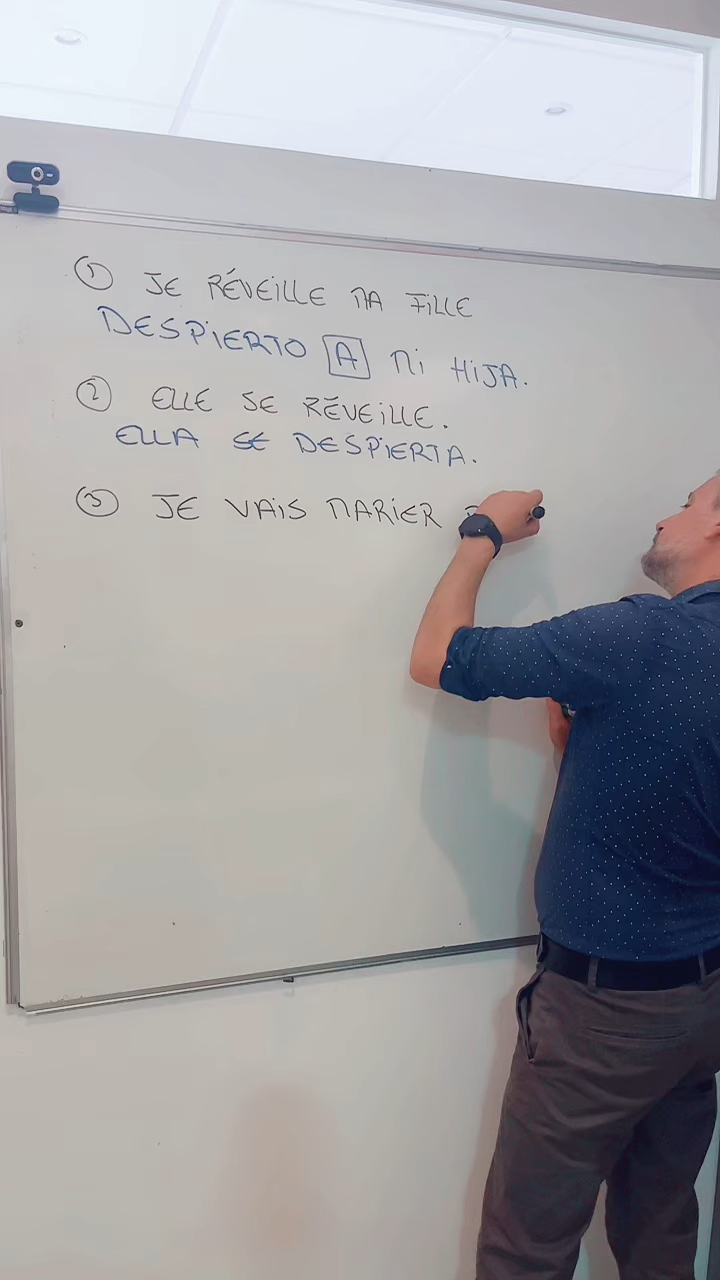 ① JE RÉVEILLE MA FILLE
DESPIERTO A MI HIJA.
② ELLE SE RÉVEILLE.
ELLA SE DESPIERTA.
③ JE VAIS MARIER